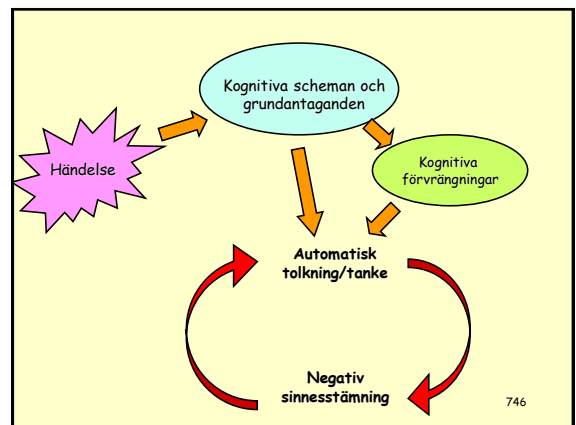 Kognitiva scheman och
grundantaganden
Händelse
Kognitiva
förvrängningar
Automatisk
tolkning/tanke
Negativ
sinnesstämning
746